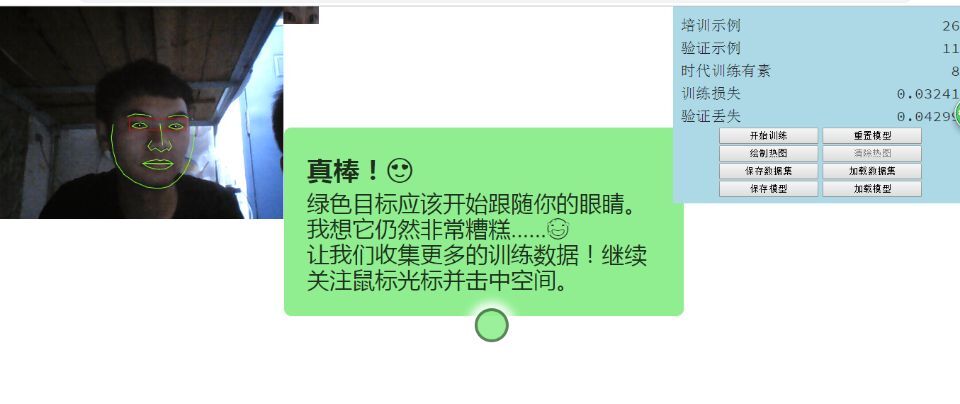 真棒！😍
绿色目标应该开始跟随你的眼睛。
我想它仍然非常糟糕……😅
让我们收集更多的训练数据！继续
关注鼠标光标并击中空间。
培训示例 26
验证示例 11
时代训练有素 8
训练损失 0.03241
验证丢失 0.04299
开始训练 重置模型
绘制热图 清除热图
保存数据集 加载数据集
保存模型 加载模型